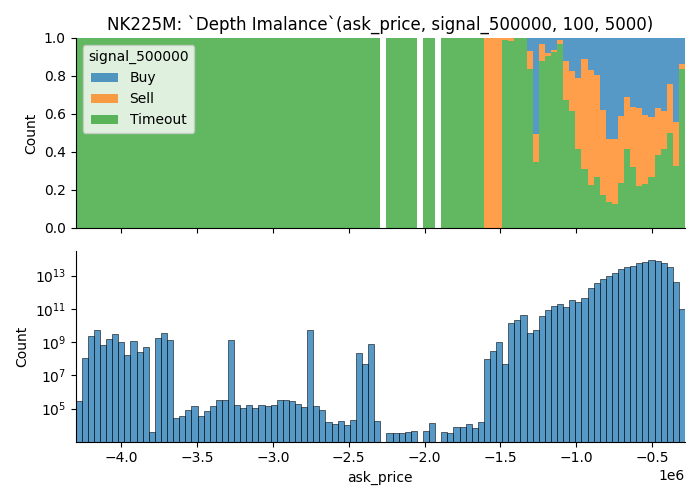 NK225M: `Depth Imalance`(ask_price, signal_500000, 100, 5000)
1.0
0.8
0.6
0.4
0.2
0.0
Count
signal_500000
Buy
Sell
Timeout
10^13
10^11
10^9
10^7
10^5
Count
−4.0 −3.5 −3.0 −2.5 −2.0 −1.5 −1.0 −0.5
1e6
ask_price